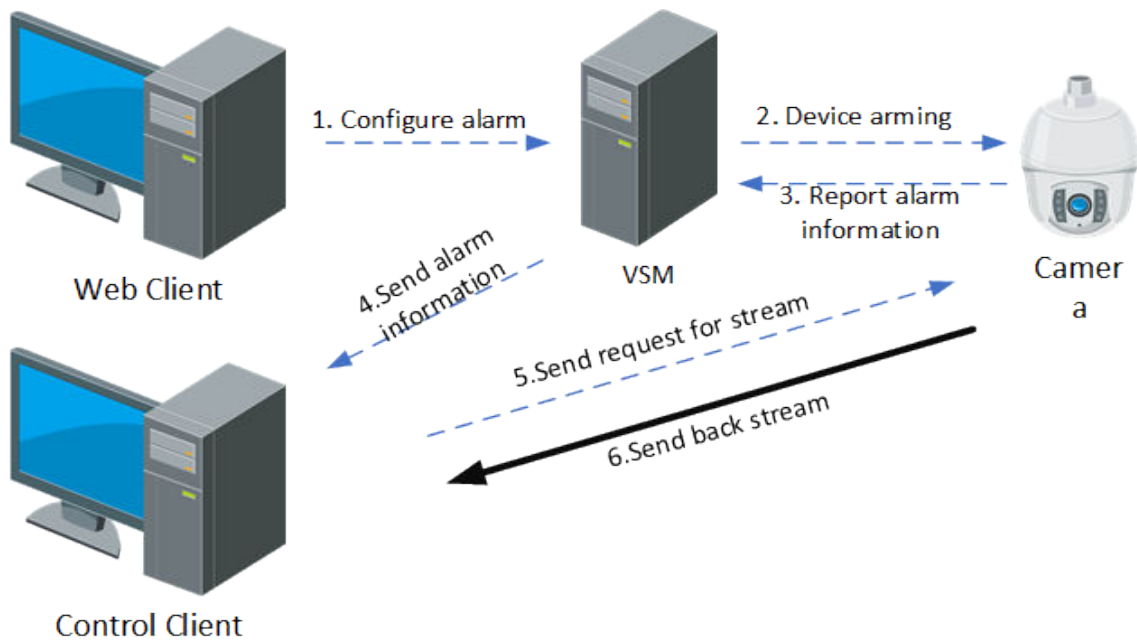 1. Configure alarm
2. Device arming
3. Report alarm
information
Web Client
VSM
Camer
a
4.Send alarm
information
5.Send request for stream
6.Send back stream
Control Client